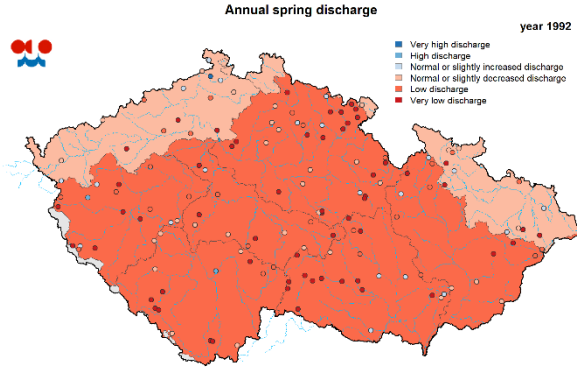 Annual spring discharge
year 1992
Very high discharge
High discharge
Normal or slightly increased discharge
Normal or slightly decreased discharge
Low discharge
Very low discharge